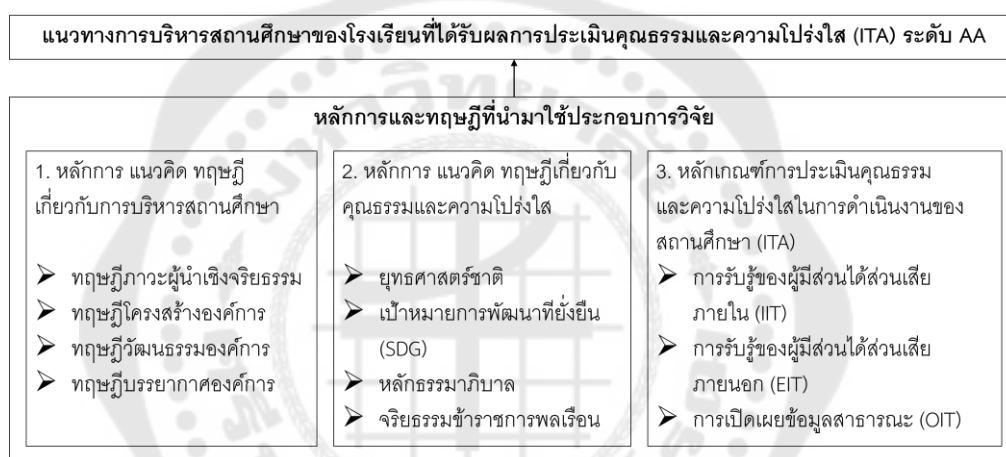 แนวทางการบริหารสถานศึกษาของโรงเรียนที่ได้รับผลการประเมินคุณธรรมและความโปร่งใส (ITA) ระดับ AA
หลักการและทฤษฎีที่นำมาใช้ประกอบการวิจัย
1. หลักการ แนวคิด ทฤษฎี
เกี่ยวกับการบริหารสถานศึกษา
ทฤษฎีภาวะผู้นำเชิงจริยธรรม
ทฤษฎีโครงสร้างองค์การ
ทฤษฎีวัฒนธรรมองค์การ
ทฤษฎีบรรยากาศองค์การ
2. หลักการ แนวคิด ทฤษฎีเกี่ยวกับ
คุณธรรมและความโปร่งใส
ยุทธศาสตร์ชาติ
เป้าหมายการพัฒนาที่ยั่งยืน
(SDG)
หลักธรรมาภิบาล
จริยธรรมข้าราชการพลเรือน
3. หลักเกณฑ์การประเมินคุณธรรม
และความโปร่งใสในการดำเนินงานของ
สถานศึกษา (ITA)
การรับรู้ของผู้มีส่วนได้ส่วนเสีย
ภายใน (IIT)
การรับรู้ของผู้มีส่วนได้ส่วนเสีย
ภายนอก (EIT)
การเปิดเผยข้อมูลสาธารณะ (OIT)